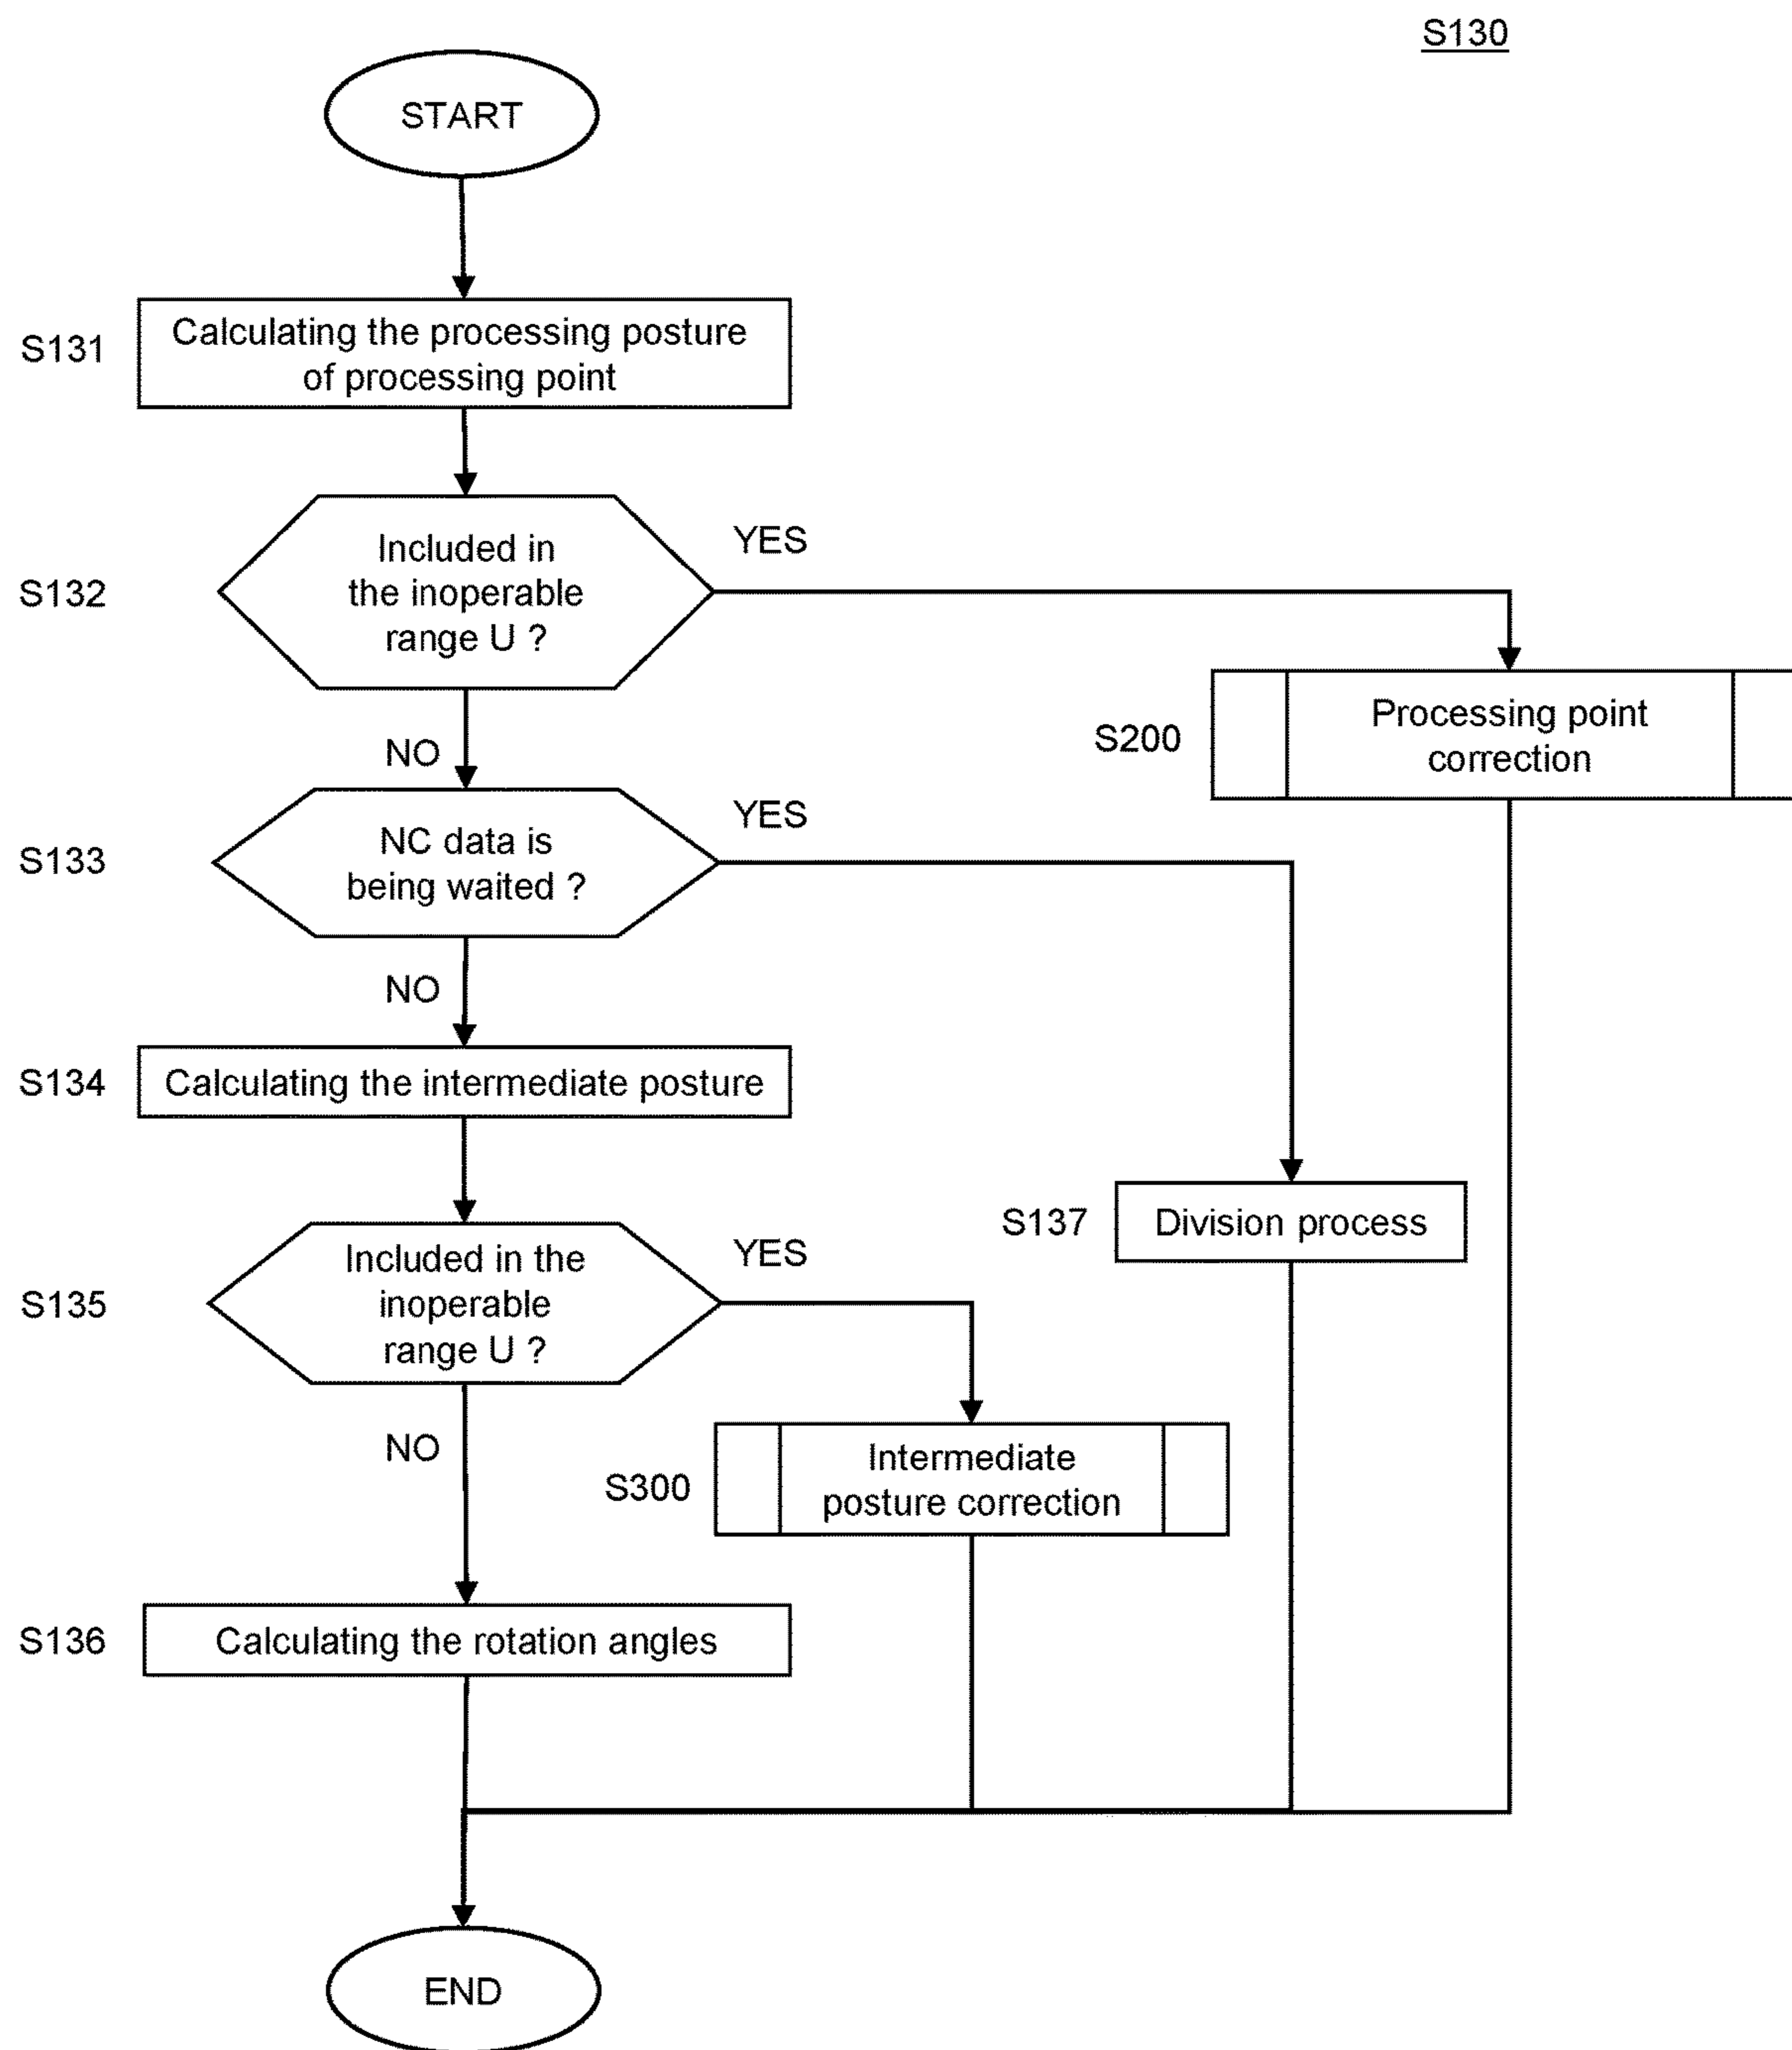 S130
START
S131
Calculating the processing posture
of processing point
S132
Included in
the inoperable
range U ?
YES
NO
S200
Processing point
correction
S133
NC data is
being waited ?
YES
NO
S134
Calculating the intermediate posture
S137
Division process
S135
Included in the
inoperable
range U ?
YES
NO
S300
Intermediate
posture correction
S136
Calculating the rotation angles
END